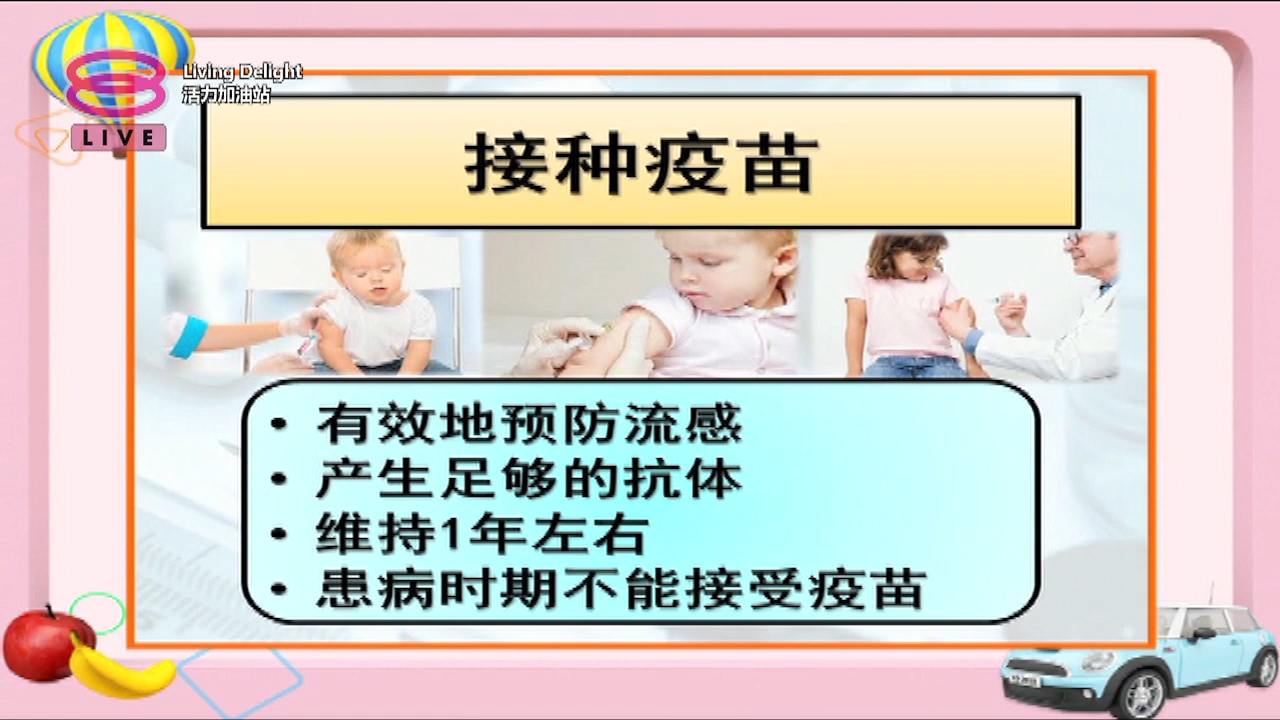 Living Delight
活力加油站
LIVE
接种疫苗
• 有效地预防流感
• 产生足够的抗体
• 维持1年左右
• 患病时期不能接受疫苗